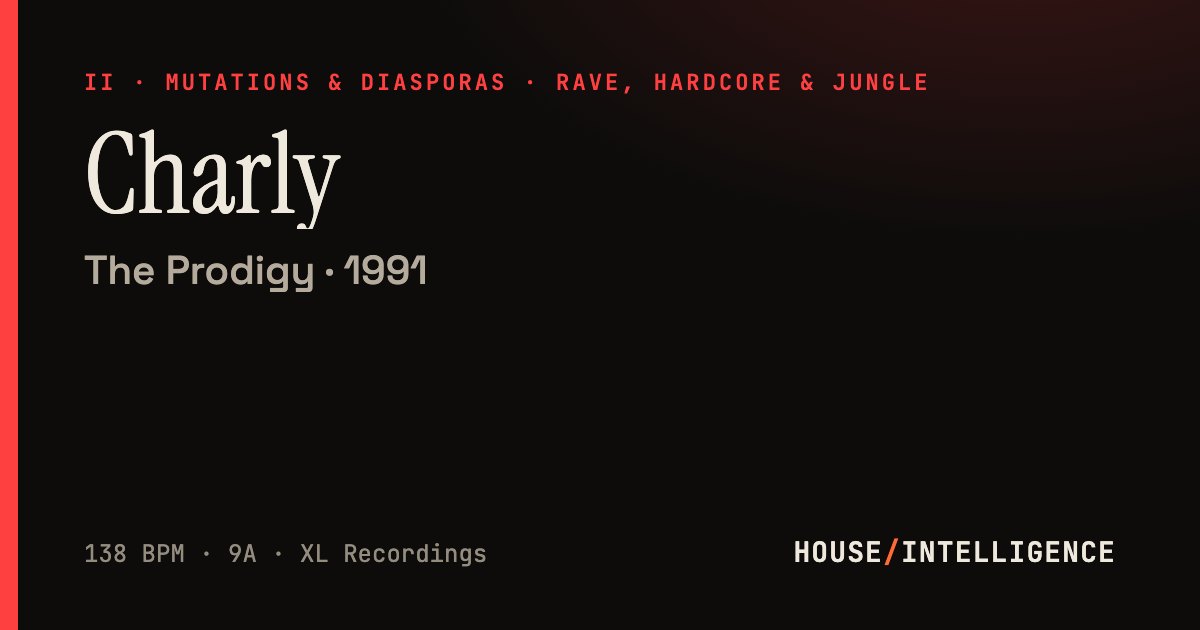 II · MUTATIONS & DIASPORAS · RAVE, HARDCORE & JUNGLE
Charly
The Prodigy · 1991
138 BPM · 9A · XL Recordings
HOUSE/INTELLIGENCE